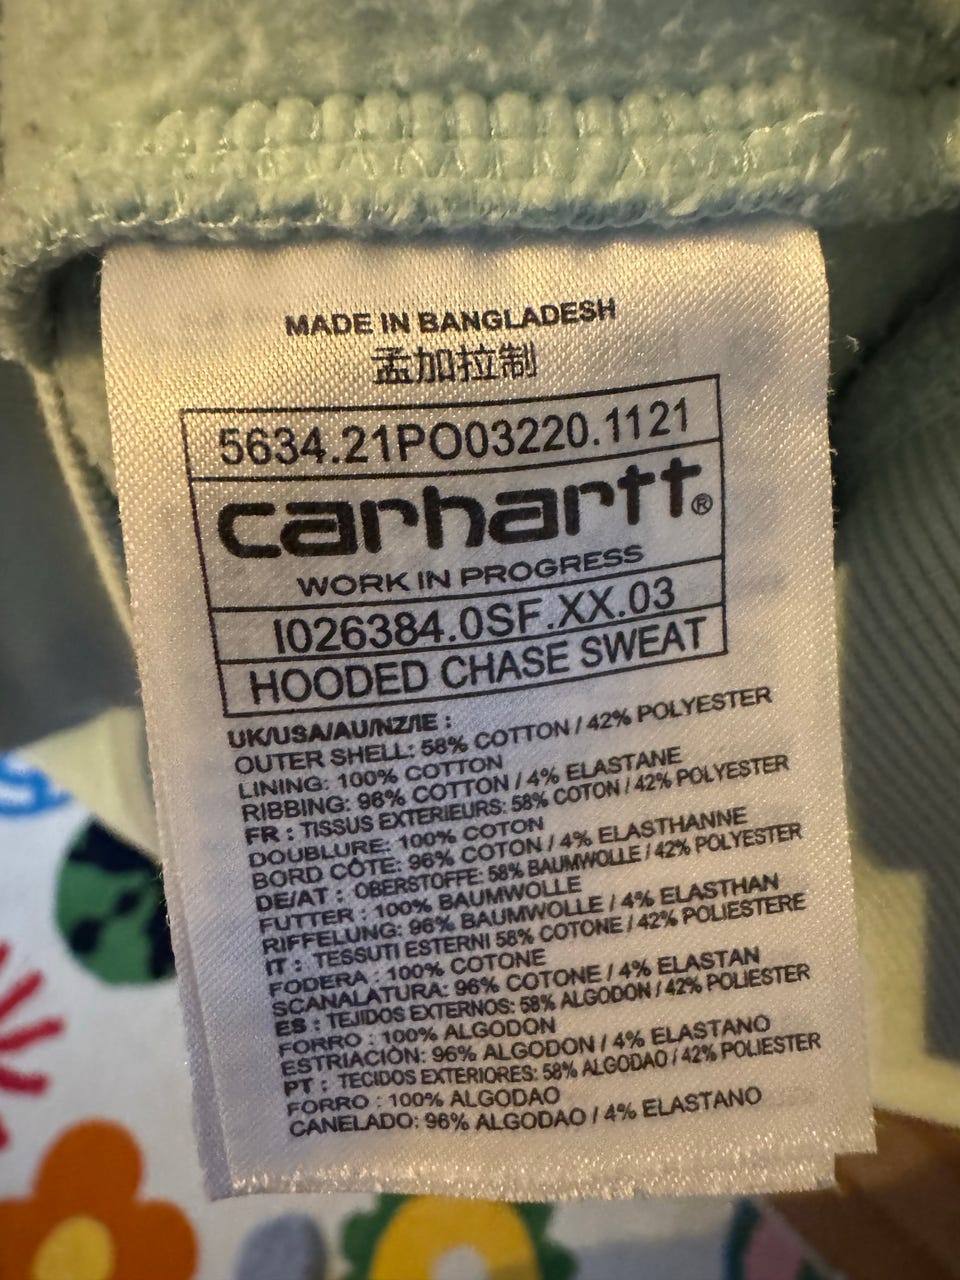 MADE IN BANGLADESH
孟加拉制
5634.21PO03220.1121
carhartt®
WORK IN PROGRESS
I026384.0SF.XX.03
HOODED CHASE SWEAT
UK/USA/AU/NZ/IE :
OUTER SHELL: 58% COTTON / 42% POLYESTER
LINING: 100% COTTON
RIBBING: 96% COTTON / 4% ELASTANE
FR : TISSUS EXTERIEURS: 58% COTON / 42% POLYESTER
DOUBLURE: 100% COTON
BORD CÔTE: 96% COTON / 4% ELASTHANNE
DE/AT : OBERSTOFFE: 58% BAUMWOLLE / 42% POLYESTER
FUTTER : 100% BAUMWOLLE
RIFFELUNG: 96% BAUMWOLLE / 4% ELASTHAN
IT : TESSUTI ESTERNI 58% COTONE / 42% POLIESTERE
FODERA : 100% COTONE
SCANALATURA: 96% COTONE / 4% ELASTAN
ES : TEJIDOS EXTERNOS: 58% ALGODON / 42% POLIESTER
FORRO : 100% ALGODON
ESTRIACIÓN: 96% ALGODON / 4% ELASTANO
PT : TECIDOS EXTERIORES: 58% ALGODAO / 42% POLIESTER
FORRO : 100% ALGODAO
CANELADO: 96% ALGODAO / 4% ELASTANO